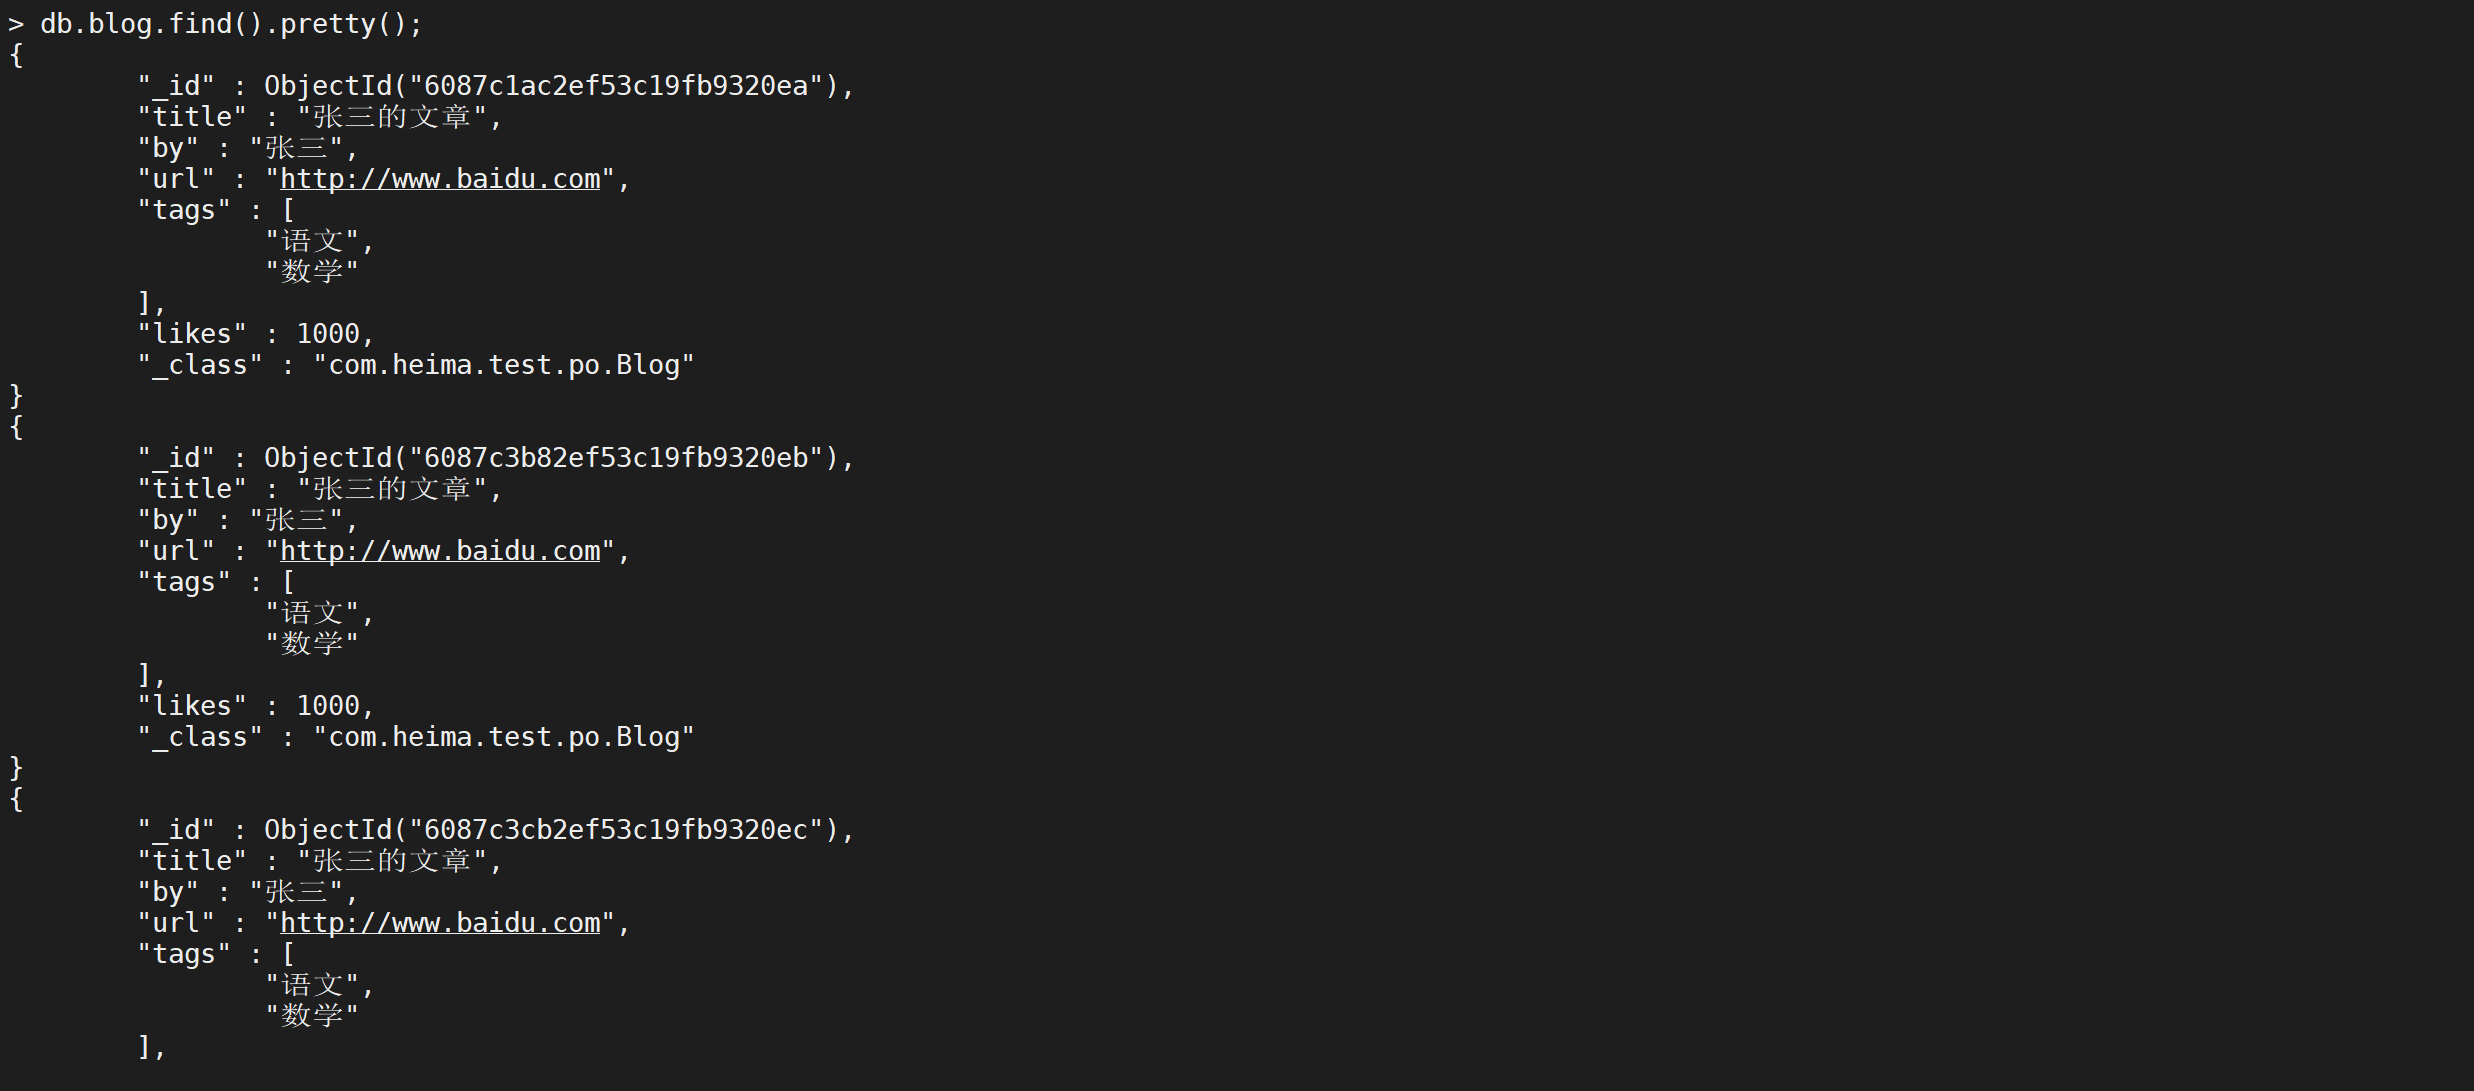 > db.blog.find().pretty();
{
        "_id" : ObjectId("6087c1ac2ef53c19fb9320ea"),
        "title" : "张三的文章",
        "by" : "张三",
        "url" : "http://www.baidu.com",
        "tags" : [
                "语文",
                "数学"
        ],
        "likes" : 1000,
        "_class" : "com.heima.test.po.Blog"
}
{
        "_id" : ObjectId("6087c3b82ef53c19fb9320eb"),
        "title" : "张三的文章",
        "by" : "张三",
        "url" : "http://www.baidu.com",
        "tags" : [
                "语文",
                "数学"
        ],
        "likes" : 1000,
        "_class" : "com.heima.test.po.Blog"
}
{
        "_id" : ObjectId("6087c3cb2ef53c19fb9320ec"),
        "title" : "张三的文章",
        "by" : "张三",
        "url" : "http://www.baidu.com",
        "tags" : [
                "语文",
                "数学"
        ],